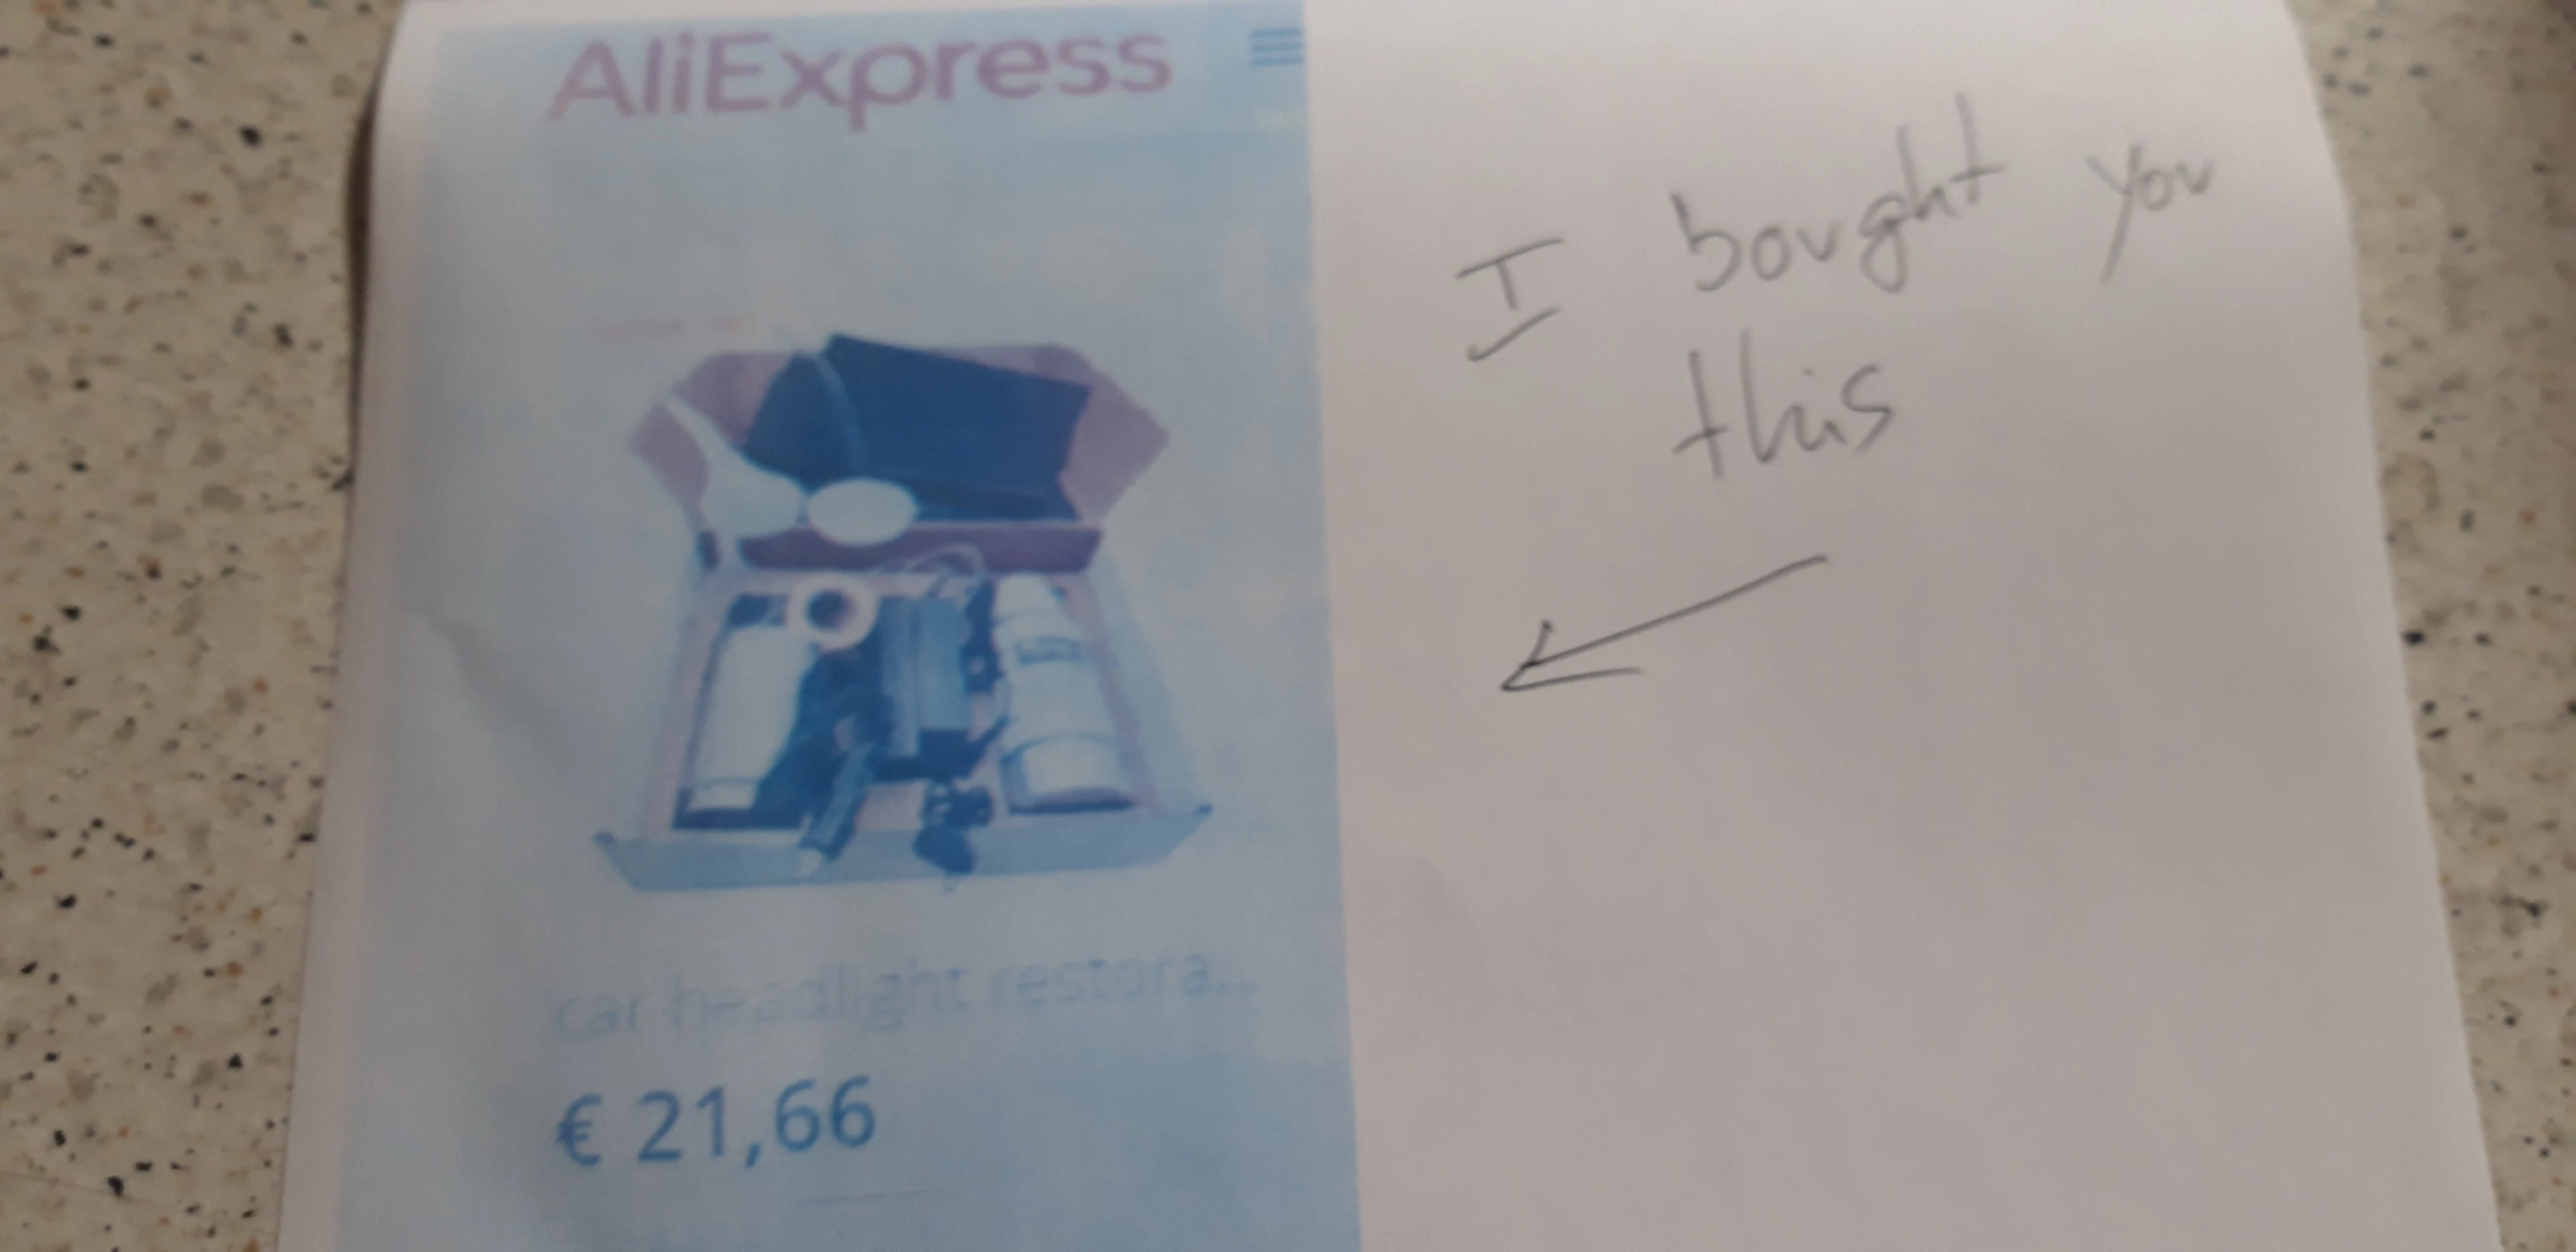 AliExpress
I bought you
this
car headlight restora...
€ 21,66